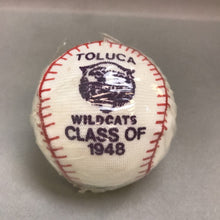 TOLUCA
WILDCATS
CLASS OF
1948